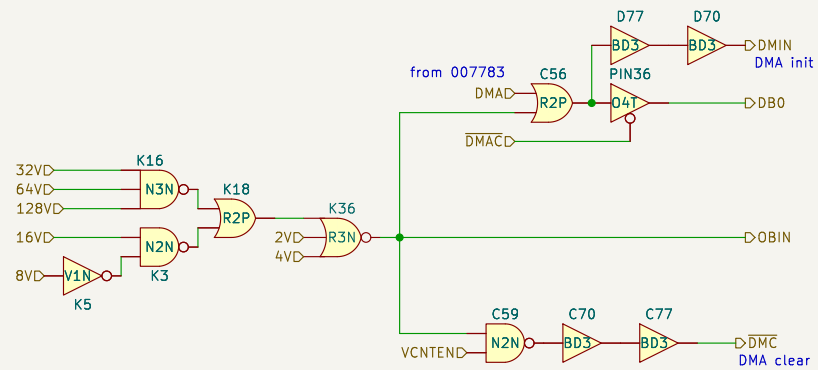 D77
D70
BD3
BD3
DMIN
DMA init
from 007783
C56
PIN36
DMA
R2P
04T
DB0
DMAC
K16
32V
64V
N3N
128V
K18
R2P
K36
16V
N2N
2V
R3N
OBIN
4V
8V
V1N
K3
K5
C59
C70
C77
N2N
BD3
BD3
DMC
VCNTEN
DMA clear